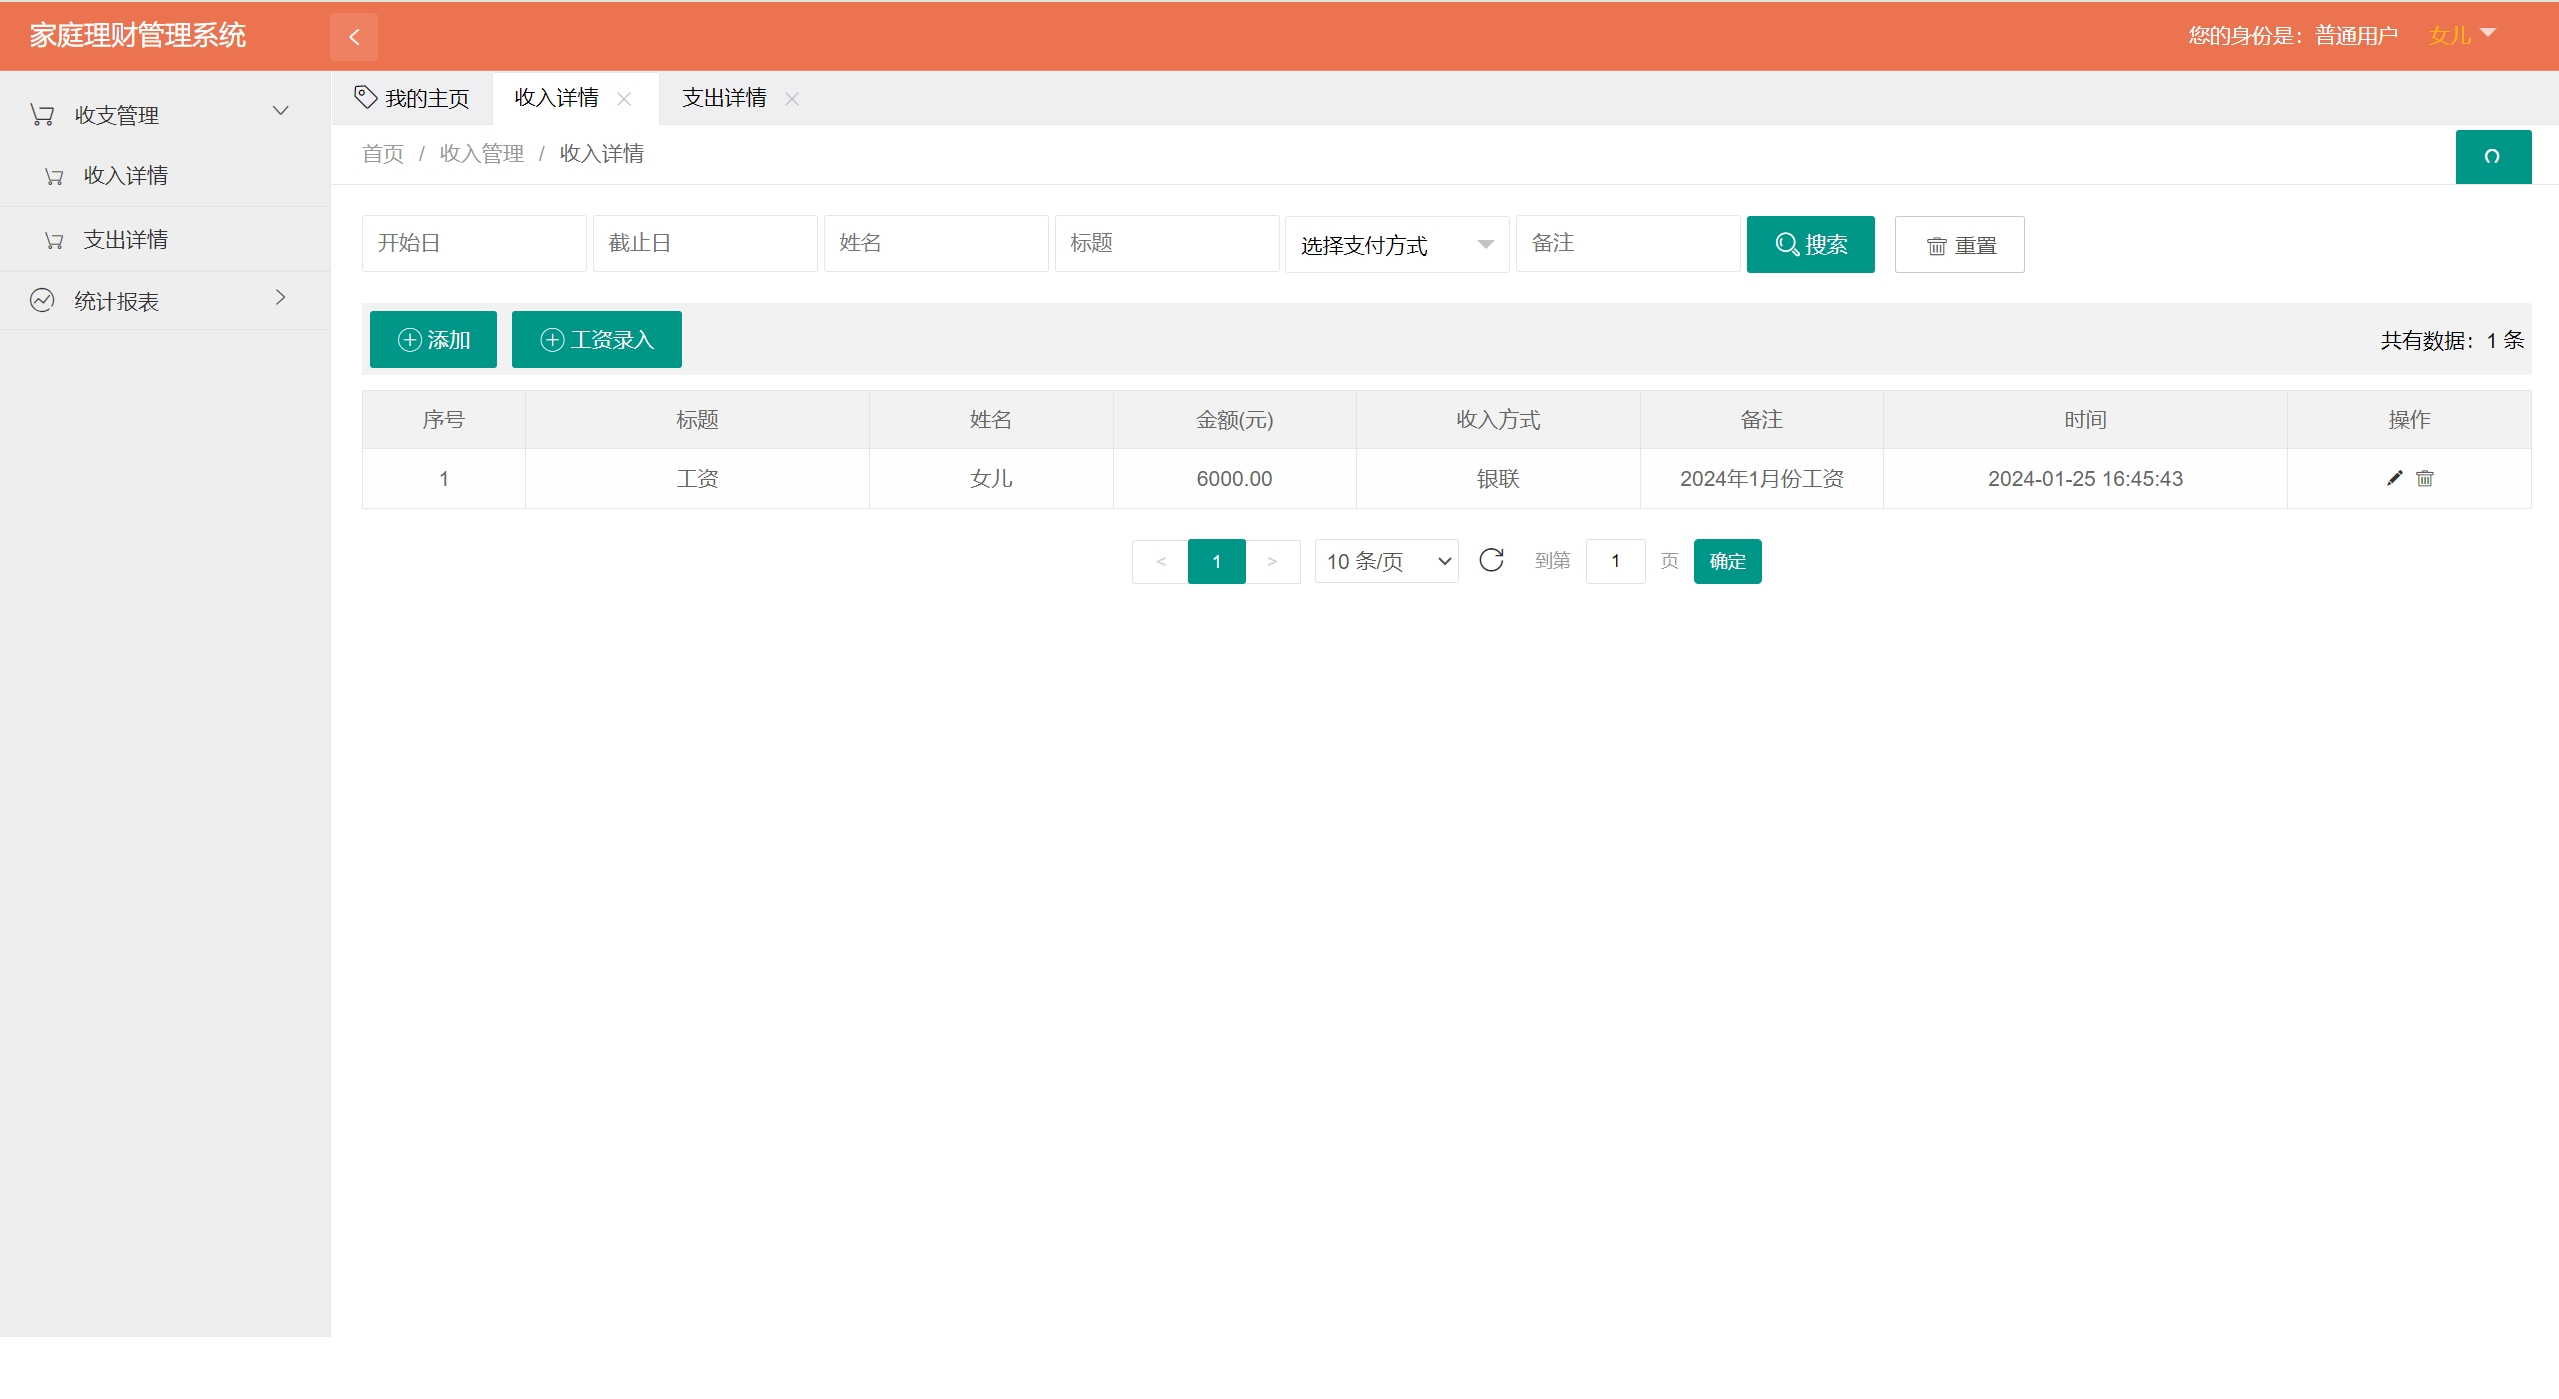 家庭理财管理系统
您的身份是：普通用户 女儿
收支管理
收入详情
支出详情
统计报表
我的主页 收入详情 支出详情
首页 / 收入管理 / 收入详情
开始日 截止日 姓名 标题 选择支付方式 备注 搜索 重置
添加 工资录入 共有数据：1 条
序号 标题 姓名 金额(元) 收入方式 备注 时间 操作
1 工资 女儿 6000.00 银联 2024年1月份工资 2024-01-25 16:45:43
< 1 > 10 条/页 到第 1 页 确定